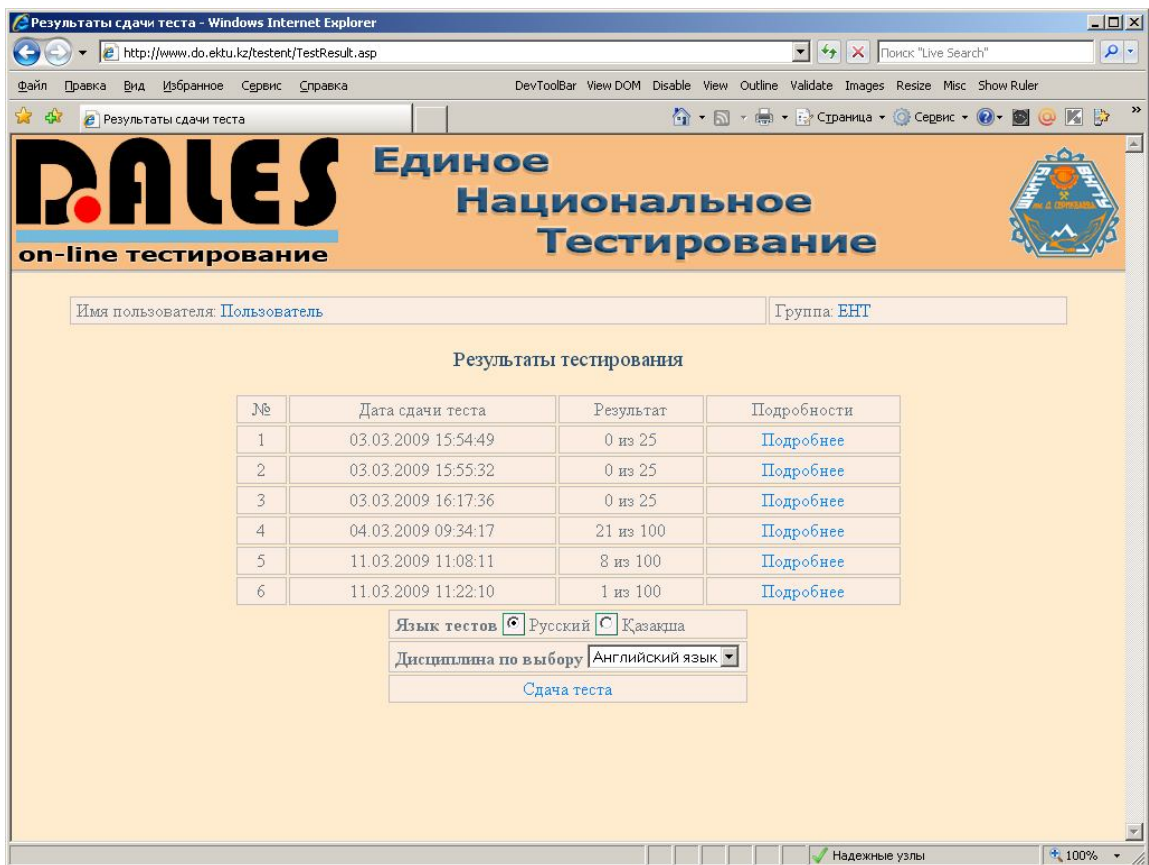 Результаты сдачи теста - Windows Internet Explorer
http://www.do.ektu.kz/testent/TestResult.asp
Поиск "Live Search"
Файл Правка Вид Избранное Сервис Справка DevToolBar View DOM Disable View Outline Validate Images Resize Misc Show Ruler
Результаты сдачи теста Страница Сервис
DALES
on-line тестирование
Единое
Национальное
Тестирование
Имя пользователя: Пользователь Группа: ЕНТ
Результаты тестирования
№ Дата сдачи теста Результат Подробности
1 03.03.2009 15:54:49 0 из 25 Подробнее
2 03.03.2009 15:55:32 0 из 25 Подробнее
3 03.03.2009 16:17:36 0 из 25 Подробнее
4 04.03.2009 09:34:17 21 из 100 Подробнее
5 11.03.2009 11:08:11 8 из 100 Подробнее
6 11.03.2009 11:22:10 1 из 100 Подробнее
Язык тестов Русский Қазақша
Дисциплина по выбору Английский язык
Сдача теста
Надежные узлы 100%